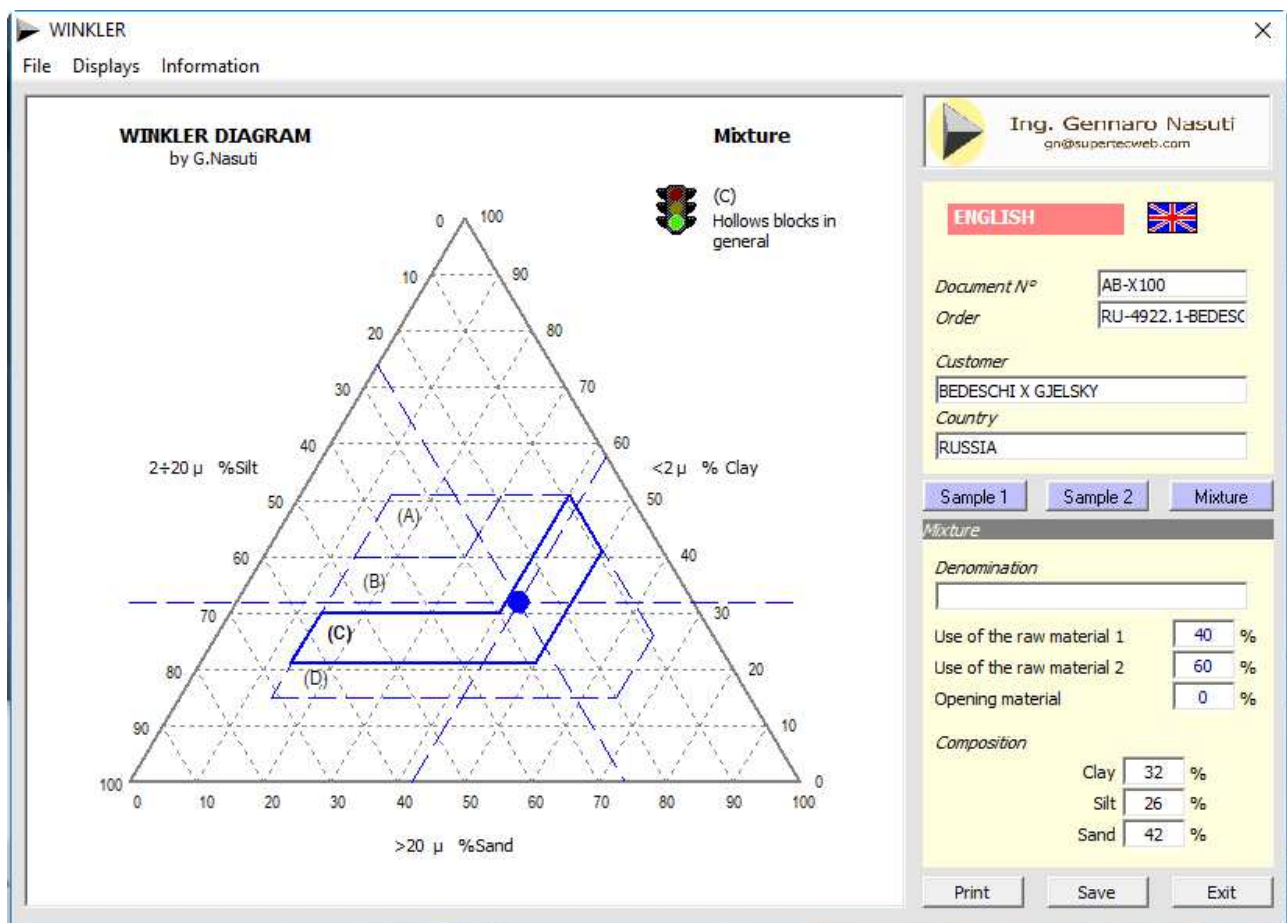 WINKLER
File Displays Information
WINKLER DIAGRAM
by G.Nasuti
Mixture
(C)
Hollows blocks in
general
0 100
10 90
20 80
30 70
40 60
2÷20 µ %Silt
<2 µ % Clay
50 50
(A)
60 40
(B)
70 30
(C)
80 20
(D)
90 10
100 0
0 10 20 30 40 50 60 70 80 90 100
>20 µ %Sand
Ing. Gennaro Nasuti
gn@supertecweb.com
ENGLISH
Document N° AB-X100
Order RU-4922.1-BEDESC
Customer
BEDESCHI X GJELSKY
Country
RUSSIA
Sample 1 Sample 2 Mixture
Mixture
Denomination
Use of the raw material 1 40 %
Use of the raw material 2 60 %
Opening material 0 %
Composition
Clay 32 %
Silt 26 %
Sand 42 %
Print Save Exit